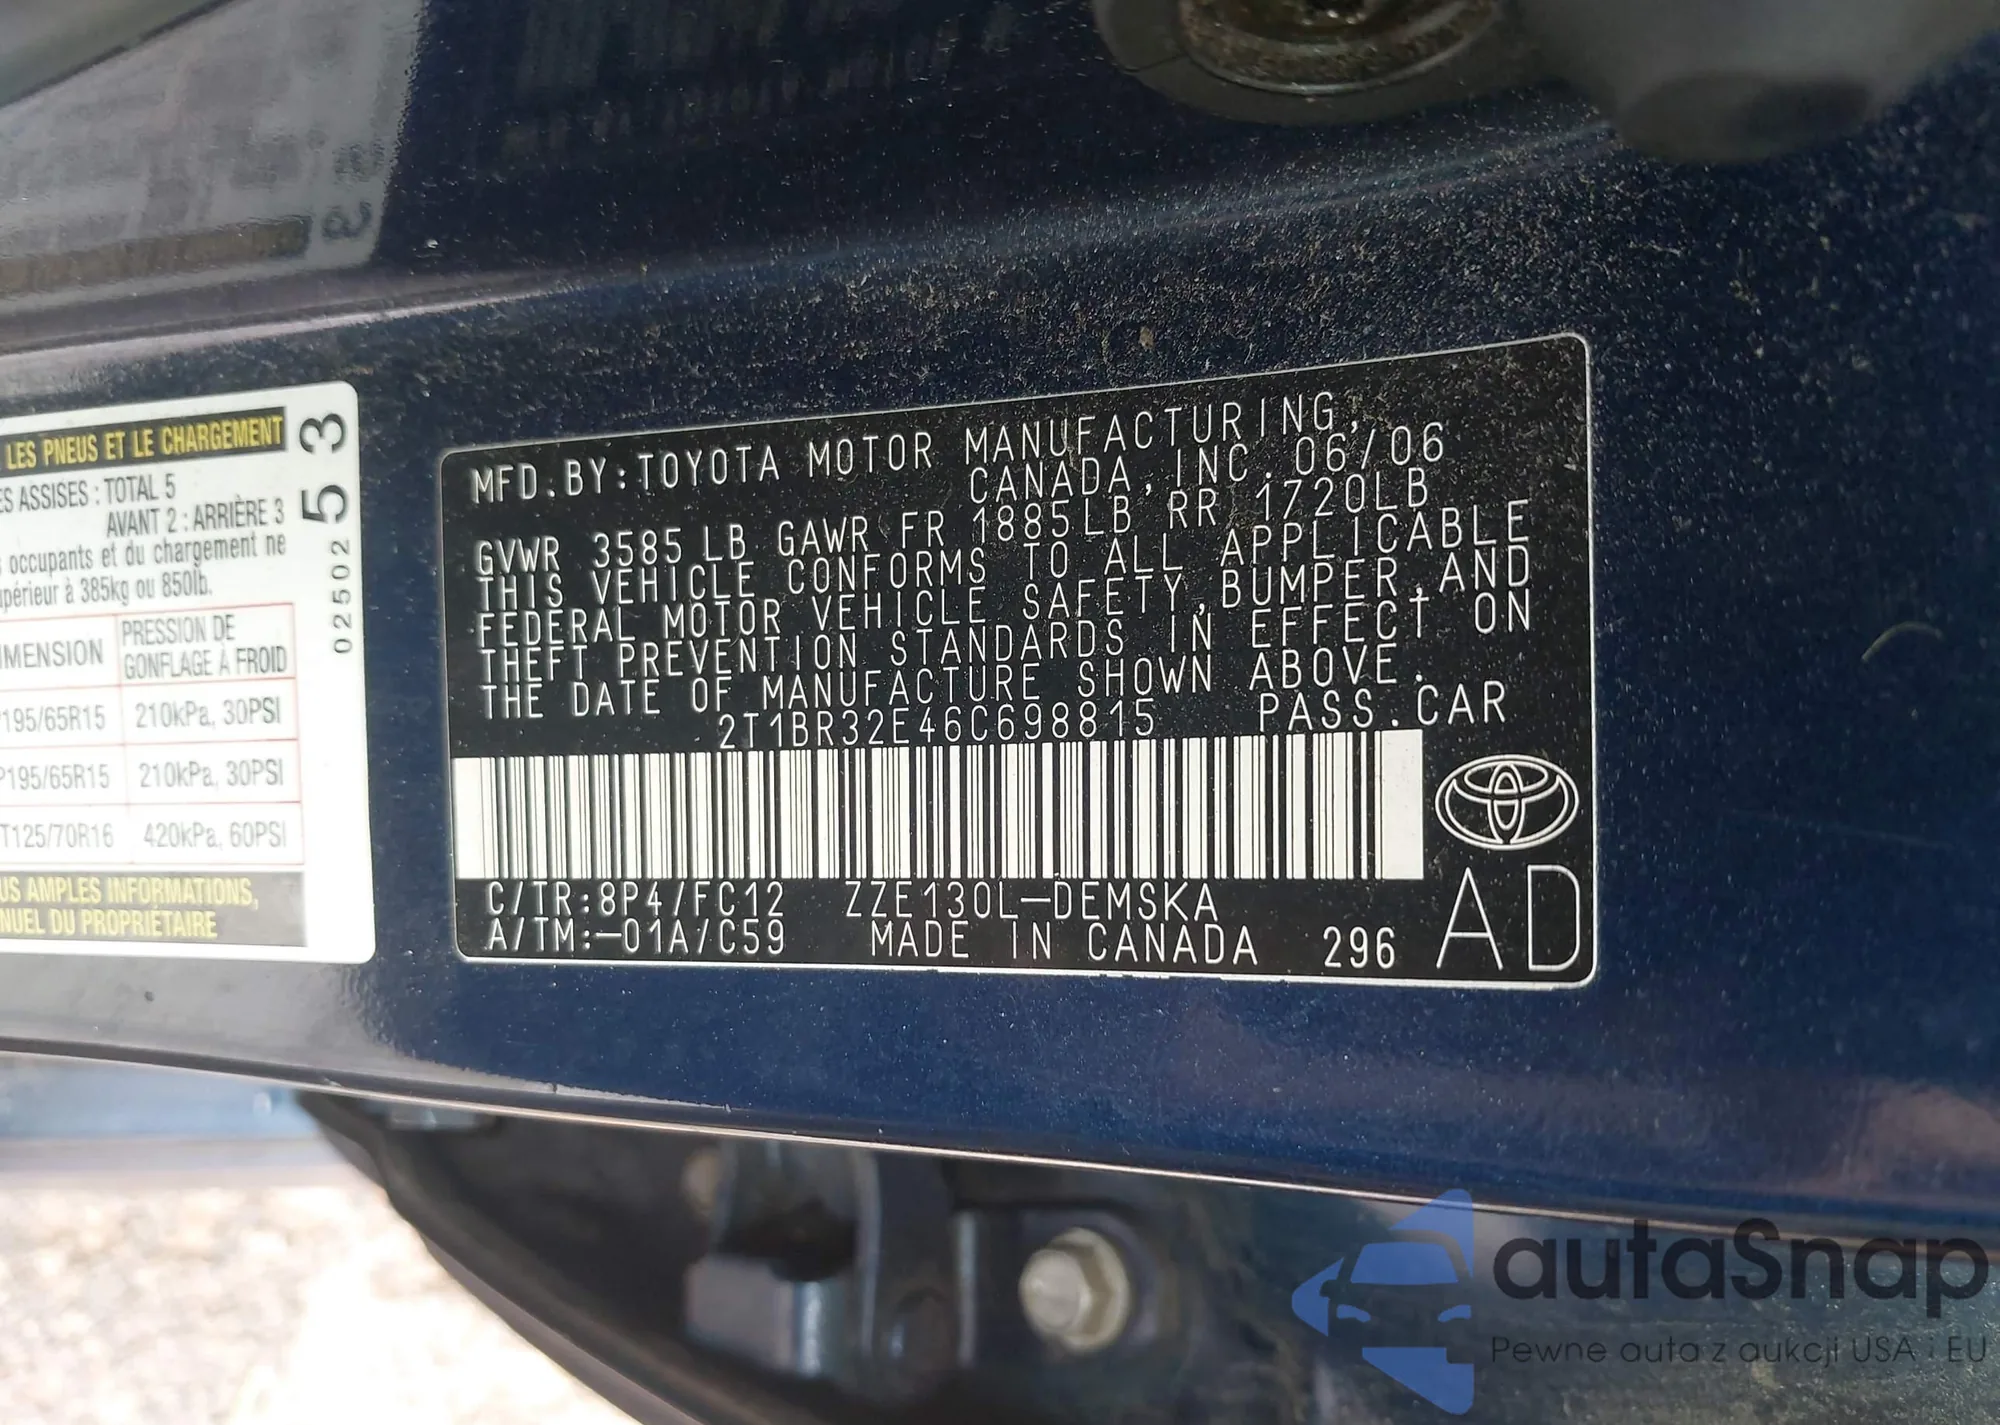 LES PNEUS ET LE CHARGEMENT
ES ASSISES : TOTAL 5
AVANT 2 : ARRIÈRE 3
occupants et du chargement ne
périeur à 385kg ou 850lb.
MENSION PRESSION DE
GONFLAGE À FROID
P195/65R15 210kPa, 30PSI
P195/65R15 210kPa, 30PSI
T125/70R16 420kPa, 60PSI
US AMPLES INFORMATIONS,
NUEL DU PROPRIÉTAIRE
02502 53
MFD.BY:TOYOTA MOTOR MANUFACTURING,
CANADA,INC.06/06
GVWR 3585LB GAWR FR 1885LB RR 1720LB
THIS VEHICLE CONFORMS TO ALL APPLICABLE
FEDERAL MOTOR VEHICLE SAFETY,BUMPER,AND
THEFT PREVENTION STANDARDS IN EFFECT ON
THE DATE OF MANUFACTURE SHOWN ABOVE.
2T1BR32E46C698815 PASS.CAR
C/TR:8P4/FC12 ZZE130L-DEMSKA
A/TM:-01A/C59 MADE IN CANADA 296 AD
autaSnap
Pewne auta z aukcji USA i EU